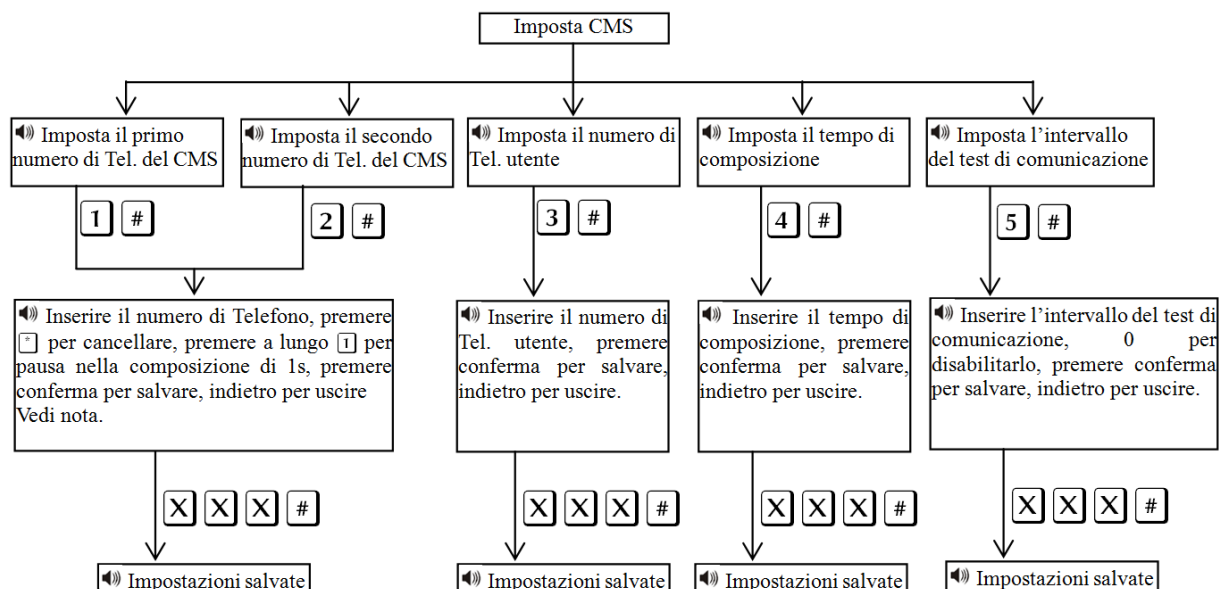 Imposta CMS
Imposta il primo
numero di Tel. del CMS
Imposta il secondo
numero di Tel. del CMS
Imposta il numero di
Tel. utente
Imposta il tempo di
composizione
Imposta l'intervallo
del test di comunicazione
1 #
2 #
3 #
4 #
5 #
Inserire il numero di Telefono, premere
* per cancellare, premere a lungo 1 per
pausa nella composizione di 1s, premere
conferma per salvare, indietro per uscire
Vedi nota.
Inserire il numero di
Tel. utente, premere
conferma per salvare,
indietro per uscire.
Inserire il tempo di
composizione, premere
conferma per salvare,
indietro per uscire.
Inserire l'intervallo del test di
comunicazione, 0 per
disabilitarlo, premere conferma
per salvare, indietro per uscire.
X X X #
X X X #
X X X #
X X X #
Impostazioni salvate
Impostazioni salvate
Impostazioni salvate
Impostazioni salvate